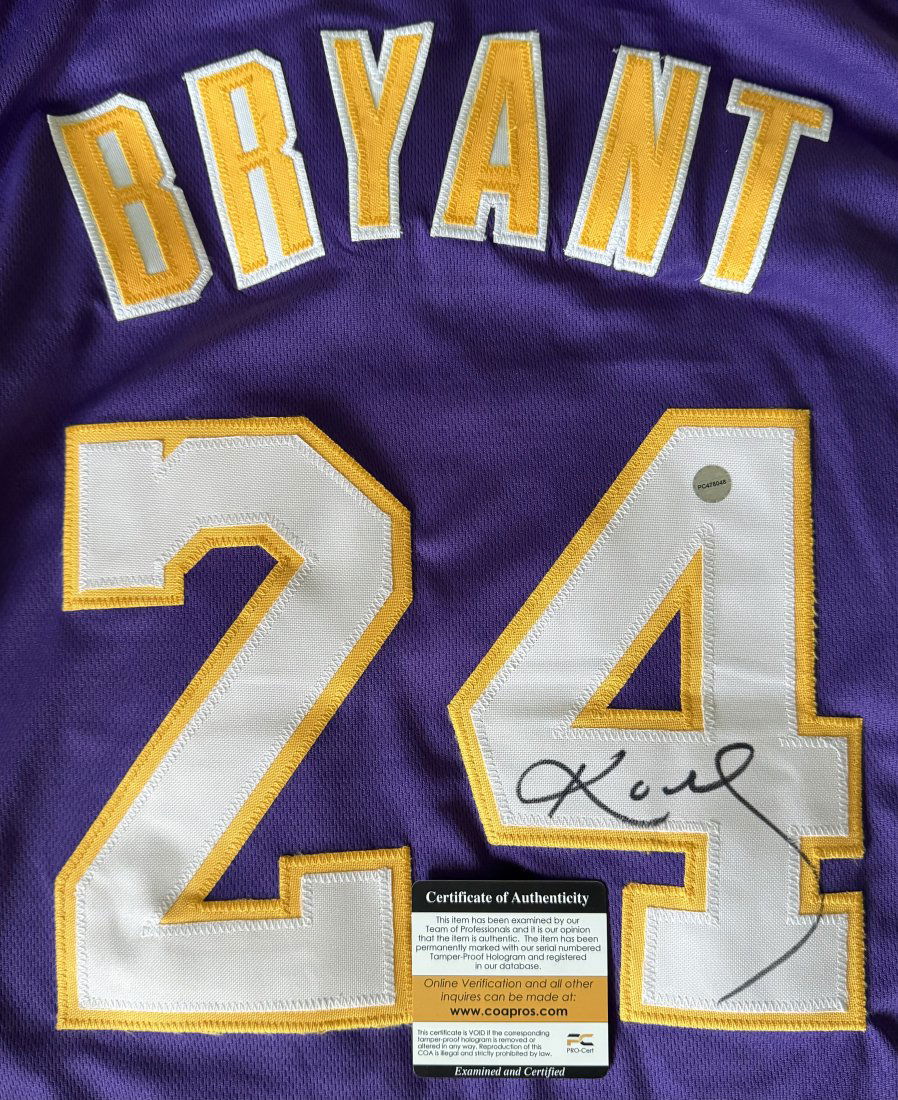 BRYANT
24
PC476048
Certificate of Authenticity
This item has been examined by our
Team of Professionals and it is our opinion
that the item is authentic. The item has been
permanently marked with our serial numbered
Tamper-Proof Hologram and registered
in our database.
Online Verification and all other
inquires can be made at:
www.coapros.com
This certificate is VOID if the corresponding
tamper-proof hologram is removed or
altered in any way. Reproduction of this
COA is illegal and strictly prohibited by law.
PC
PRO-Cert
Examined and Certified